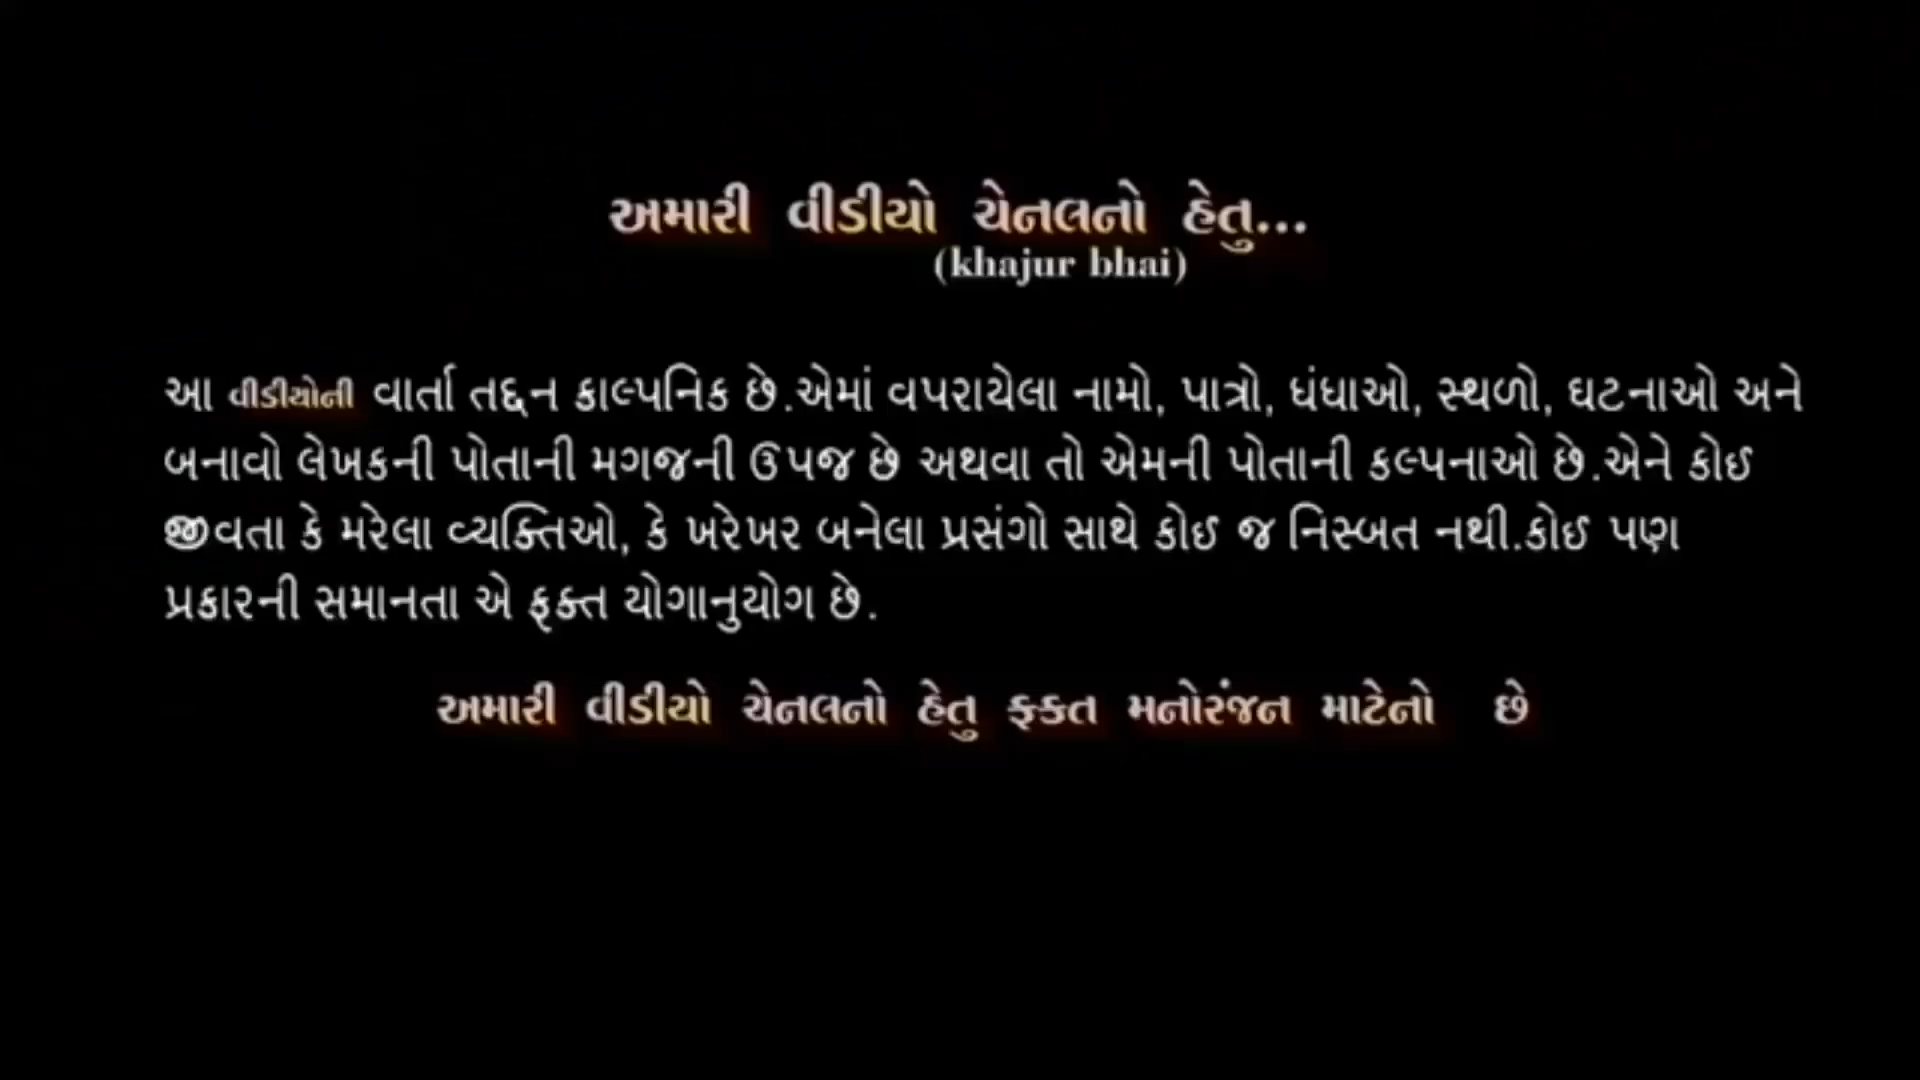 અમારી વીડીયો ચેનલનો હેતુ...
(khajur bhai)
આ વીડીયોની વાર્તા તદ્દન કાલ્પનિક છે.એમાં વપરાયેલા નામો, પાત્રો, ધંધાઓ, સ્થળો, ઘટનાઓ અને
બનાવો લેખકની પોતાની મગજની ઉપજ છે અથવા તો એમની પોતાની કલ્પનાઓ છે.એને કોઈ
જીવતા કે મરેલા વ્યક્તિઓ, કે ખરેખર બનેલા પ્રસંગો સાથે કોઈ જ નિસ્બત નથી.કોઈ પણ
પ્રકારની સમાનતા એ ફક્ત યોગાનુયોગ છે.
અમારી વીડીયો ચેનલનો હેતુ ફકત મનોરંજન માટેનો છે